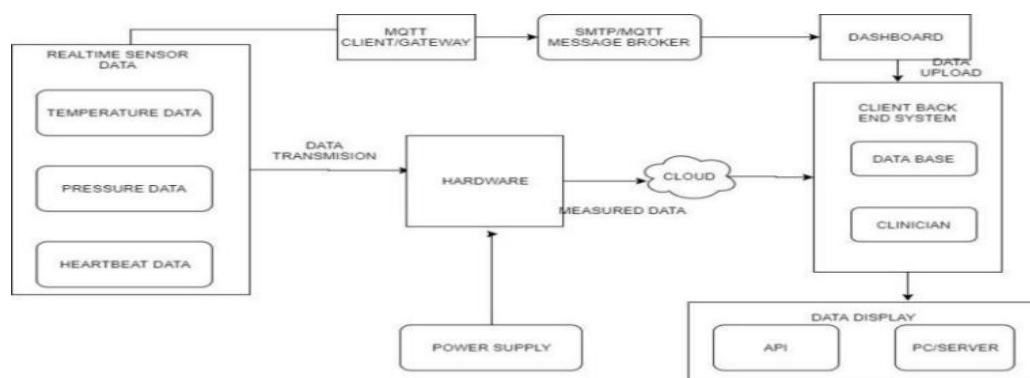 MQTT
CLIENT/GATEWAY
SMTP/MQTT
MESSAGE BROKER
DASHBOARD
REALTIME SENSOR
DATA
TEMPERATURE DATA
PRESSURE DATA
HEARTBEAT DATA
DATA
TRANSMISION
HARDWARE
MEASURED DATA
CLOUD
POWER SUPPLY
DATA
UPLOAD
CLIENT BACK
END SYSTEM
DATA BASE
CLINICIAN
DATA DISPLAY
API
PC/SERVER